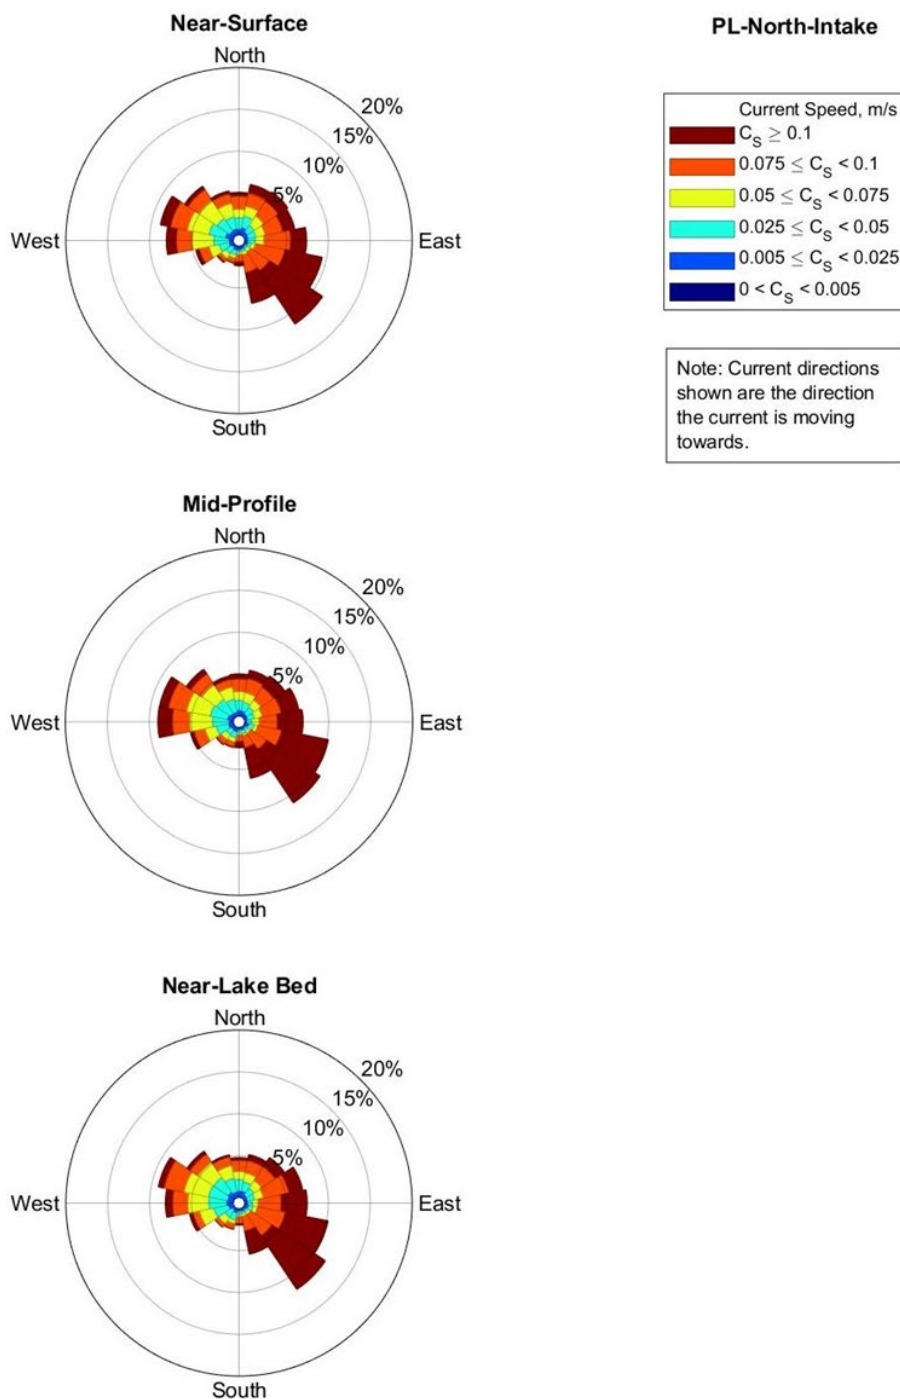 Near-Surface
North
20%
15%
10%
5%
West
East
South
PL-North-Intake
Current Speed, m/s
C_S ≥ 0.1
0.075 ≤ C_S < 0.1
0.05 ≤ C_S < 0.075
0.025 ≤ C_S < 0.05
0.005 ≤ C_S < 0.025
0 < C_S < 0.005
Note: Current directions
shown are the direction
the current is moving
towards.
Mid-Profile
North
20%
15%
10%
5%
West
East
South
Near-Lake Bed
North
20%
15%
10%
5%
West
East
South